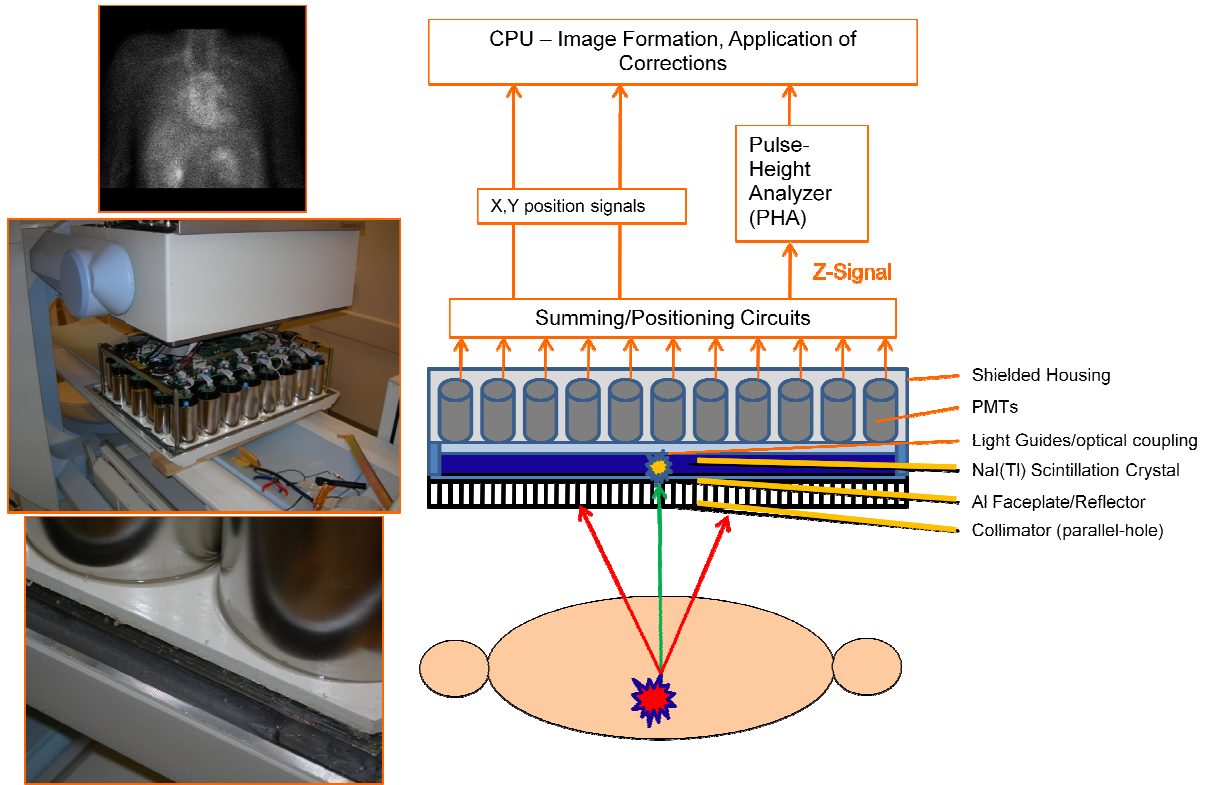 CPU – Image Formation, Application of
Corrections
Pulse-
Height
Analyzer
(PHA)
X,Y position signals
Z-Signal
Summing/Positioning Circuits
Shielded Housing
PMTs
Light Guides/optical coupling
NaI(Tl) Scintillation Crystal
Al Faceplate/Reflector
Collimator (parallel-hole)